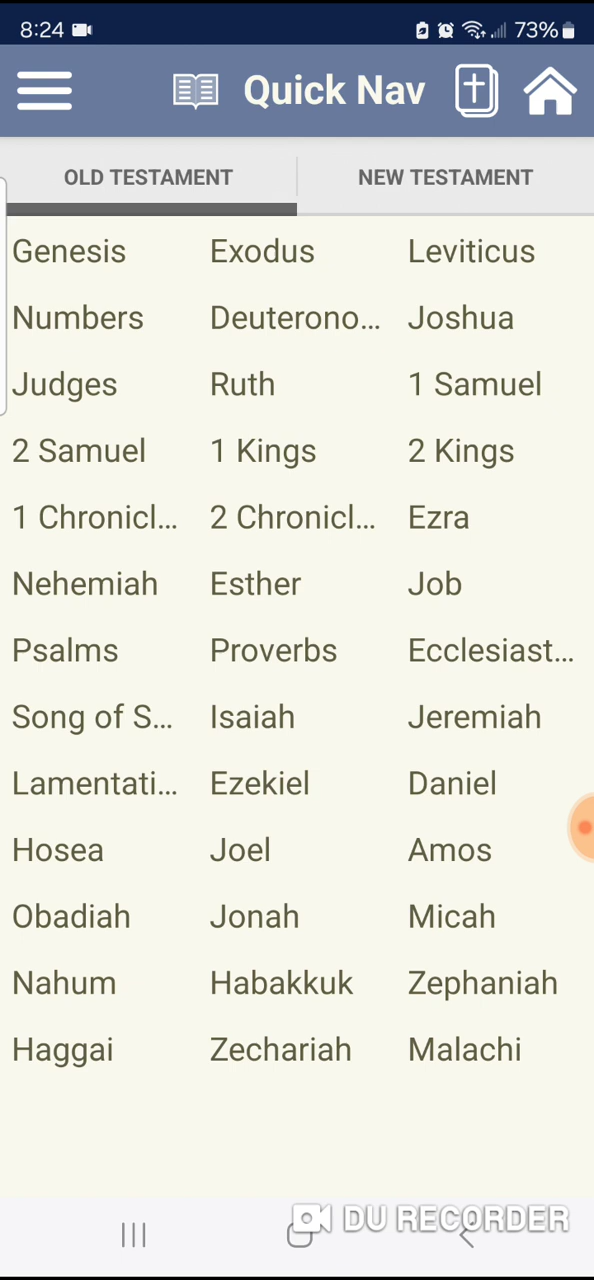 8:24 73%
Quick Nav
OLD TESTAMENT NEW TESTAMENT
Genesis Exodus Leviticus
Numbers Deuterono... Joshua
Judges Ruth 1 Samuel
2 Samuel 1 Kings 2 Kings
1 Chronicl... 2 Chronicl... Ezra
Nehemiah Esther Job
Psalms Proverbs Ecclesiast...
Song of S... Isaiah Jeremiah
Lamentati... Ezekiel Daniel
Hosea Joel Amos
Obadiah Jonah Micah
Nahum Habakkuk Zephaniah
Haggai Zechariah Malachi
DU RECORDER